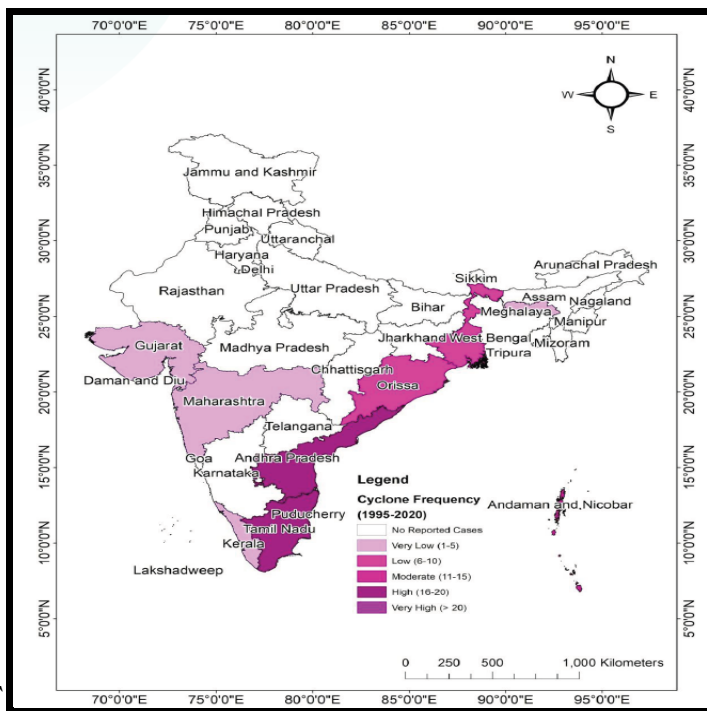 70°0'0"E 75°0'0"E 80°0'0"E 85°0'0"E 90°0'0"E 95°0'0"E
40°0'0"N
35°0'0"N
30°0'0"N
25°0'0"N
20°0'0"N
15°0'0"N
10°0'0"N
5°0'0"N
N
W E
S
Jammu and Kashmir
Himachal Pradesh
Punjab
Uttaranchal
Haryana
Delhi
Arunachal Pradesh
Sikkim
Rajasthan
Uttar Pradesh
Assam
Nagaland
Bihar
Meghalaya
Manipur
Gujarat
Madhya Pradesh
Jharkhand
West Bengal
Mizoram
Tripura
Chhattisgarh
Daman and Diu
Orissa
Maharashtra
Telangana
Goa
Andhra Pradesh
Karnataka
Puducherry
Tamil Nadu
Kerala
Lakshadweep
Andaman and Nicobar
Legend
Cyclone Frequency
(1995-2020)
No Reported Cases
Very Low (1-5)
Low (6-10)
Moderate (11-15)
High (16-20)
Very High (> 20)
0 250 500 1,000 Kilometers
40°0'0"N
35°0'0"N
30°0'0"N
25°0'0"N
20°0'0"N
15°0'0"N
10°0'0"N
5°0'0"N
70°0'0"E 75°0'0"E 80°0'0"E 85°0'0"E 90°0'0"E 95°0'0"E